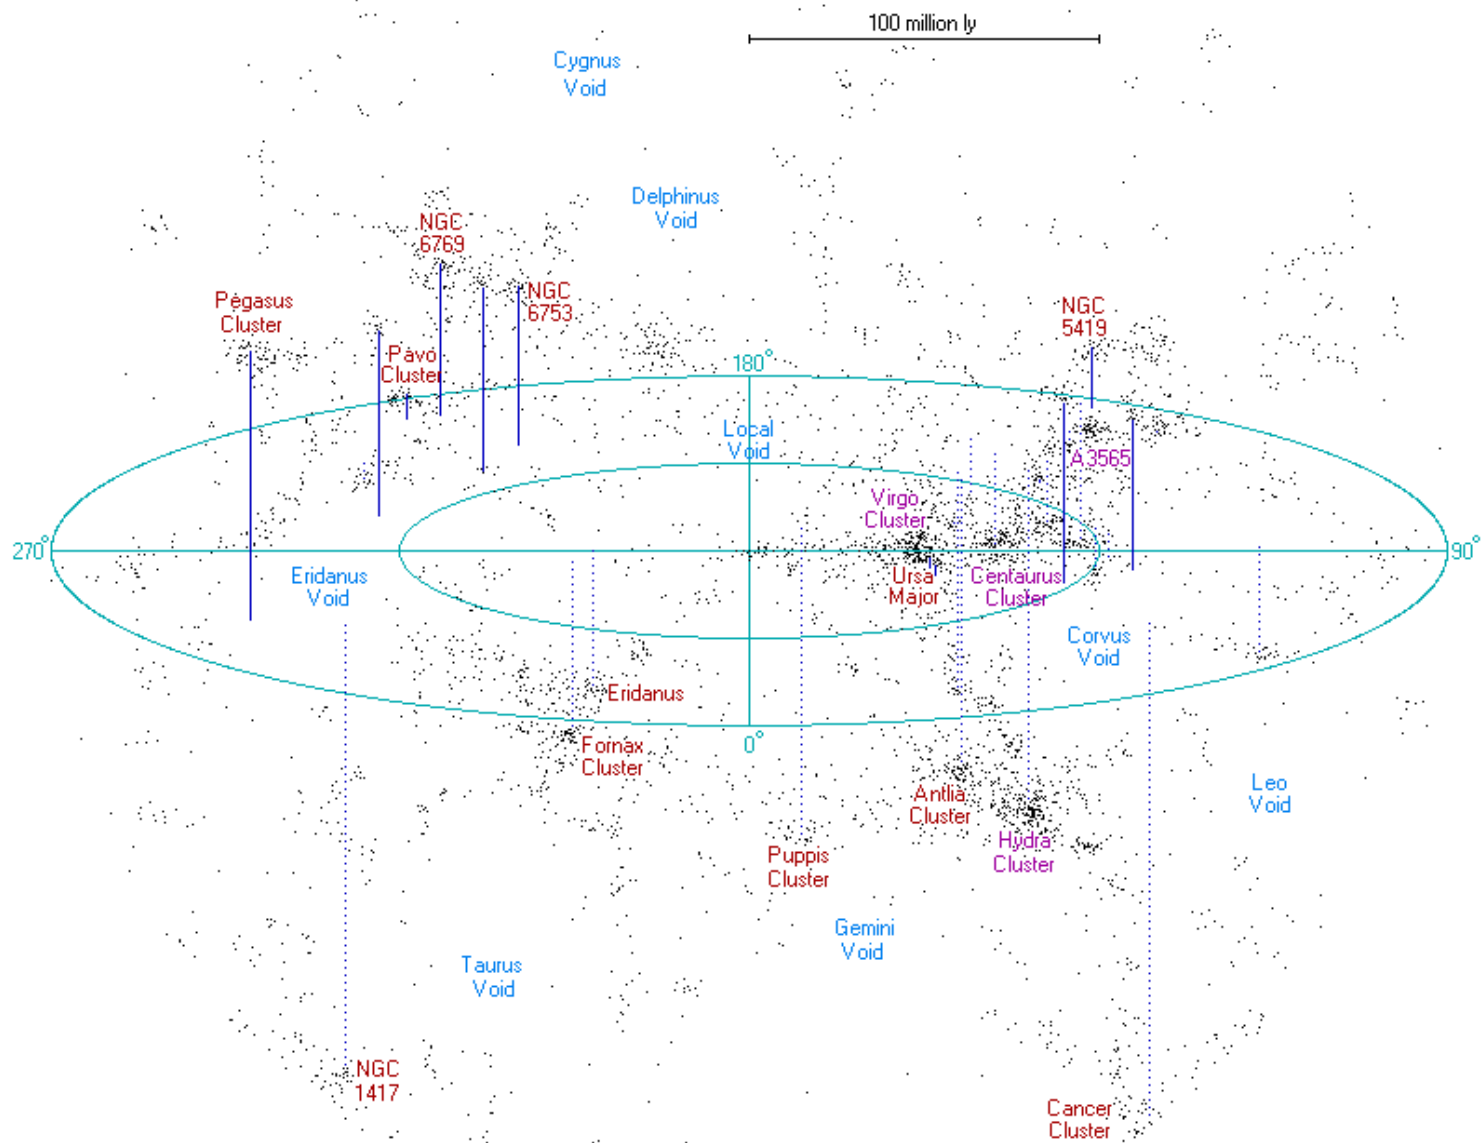 100 million ly
Cygnus
Void
Delphinus
Void
NGC
6769
Pegasus
Cluster
NGC
6753
NGC
5419
Pavo
Cluster
180°
Local
Void
A3565
Virgo
Cluster
270°
90°
Eridanus
Void
Ursa
Major
Centaurus
Cluster
Corvus
Void
Eridanus
0°
Fornax
Cluster
Antlia
Cluster
Leo
Void
Puppis
Cluster
Hydra
Cluster
Gemini
Void
Taurus
Void
NGC
1417
Cancer
Cluster